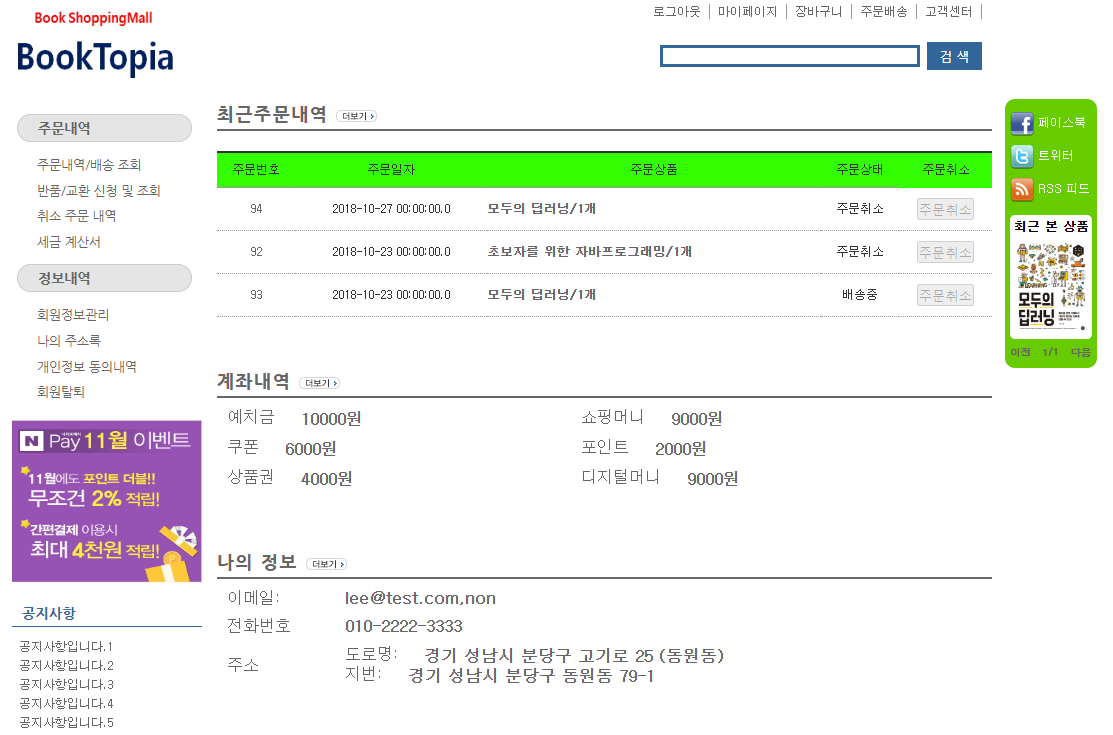 Book ShoppingMall
BookTopia
로그아웃 | 마이페이지 | 장바구니 | 주문배송 | 고객센터 |
검 색
주문내역
주문내역/배송 조회
반품/교환 신청 및 조회
취소 주문 내역
세금 계산서
정보내역
회원정보관리
나의 주소록
개인정보 동의내역
회원탈퇴
N Pay 11월 이벤트
11월에도 포인트 더블!!
무조건 2% 적립!
간편결제 이용시
최대 4천원 적립!
공지사항
공지사항입니다.1
공지사항입니다.2
공지사항입니다.3
공지사항입니다.4
공지사항입니다.5
최근주문내역 더보기 >
주문번호 주문일자 주문상품 주문상태 주문취소
94 2018-10-27 00:00:00.0 모두의 딥러닝/1개 주문취소 주문취소
92 2018-10-23 00:00:00.0 초보자를 위한 자바프로그래밍/1개 주문취소 주문취소
93 2018-10-23 00:00:00.0 모두의 딥러닝/1개 배송중 주문취소
계좌내역 더보기 >
예치금 10000원 쇼핑머니 9000원
쿠폰 6000원 포인트 2000원
상품권 4000원 디지털머니 9000원
나의 정보 더보기 >
이메일: lee@test.com,non
전화번호 010-2222-3333
주소 도로명: 경기 성남시 분당구 고기로 25 (동원동)
지번: 경기 성남시 분당구 동원동 79-1
페이스북
트위터
RSS 피드
최근 본 상품
모두의
딥러닝
이전 1/1 다음